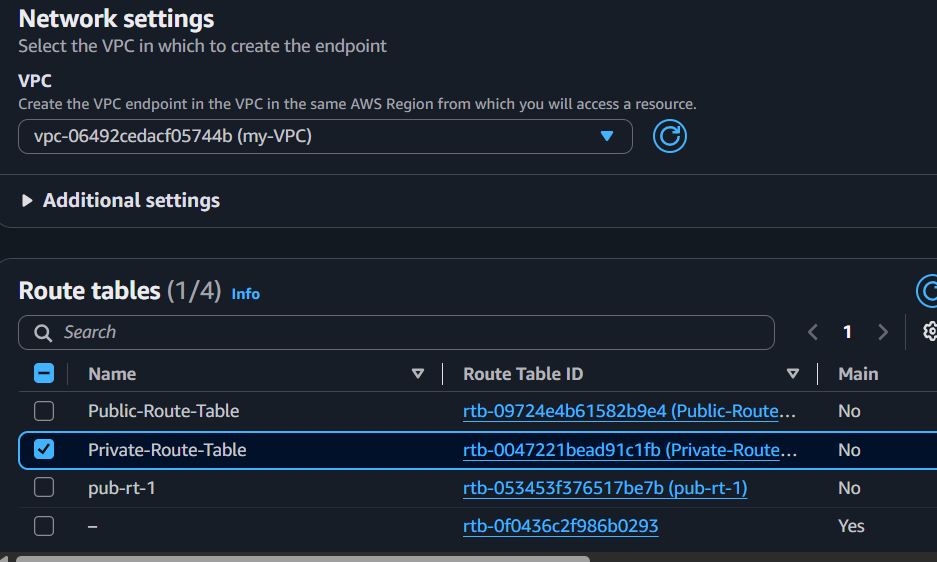 Network settings
Select the VPC in which to create the endpoint
VPC
Create the VPC endpoint in the VPC in the same AWS Region from which you will access a resource.
vpc-06492cedacf05744b (my-VPC)
Additional settings
Route tables (1/4) Info
Search 1
Name Route Table ID Main
Public-Route-Table rtb-09724e4b61582b9e4 (Public-Route… No
Private-Route-Table rtb-0047221bead91c1fb (Private-Route… No
pub-rt-1 rtb-053453f376517be7b (pub-rt-1) No
– rtb-0f0436c2f986b0293 Yes